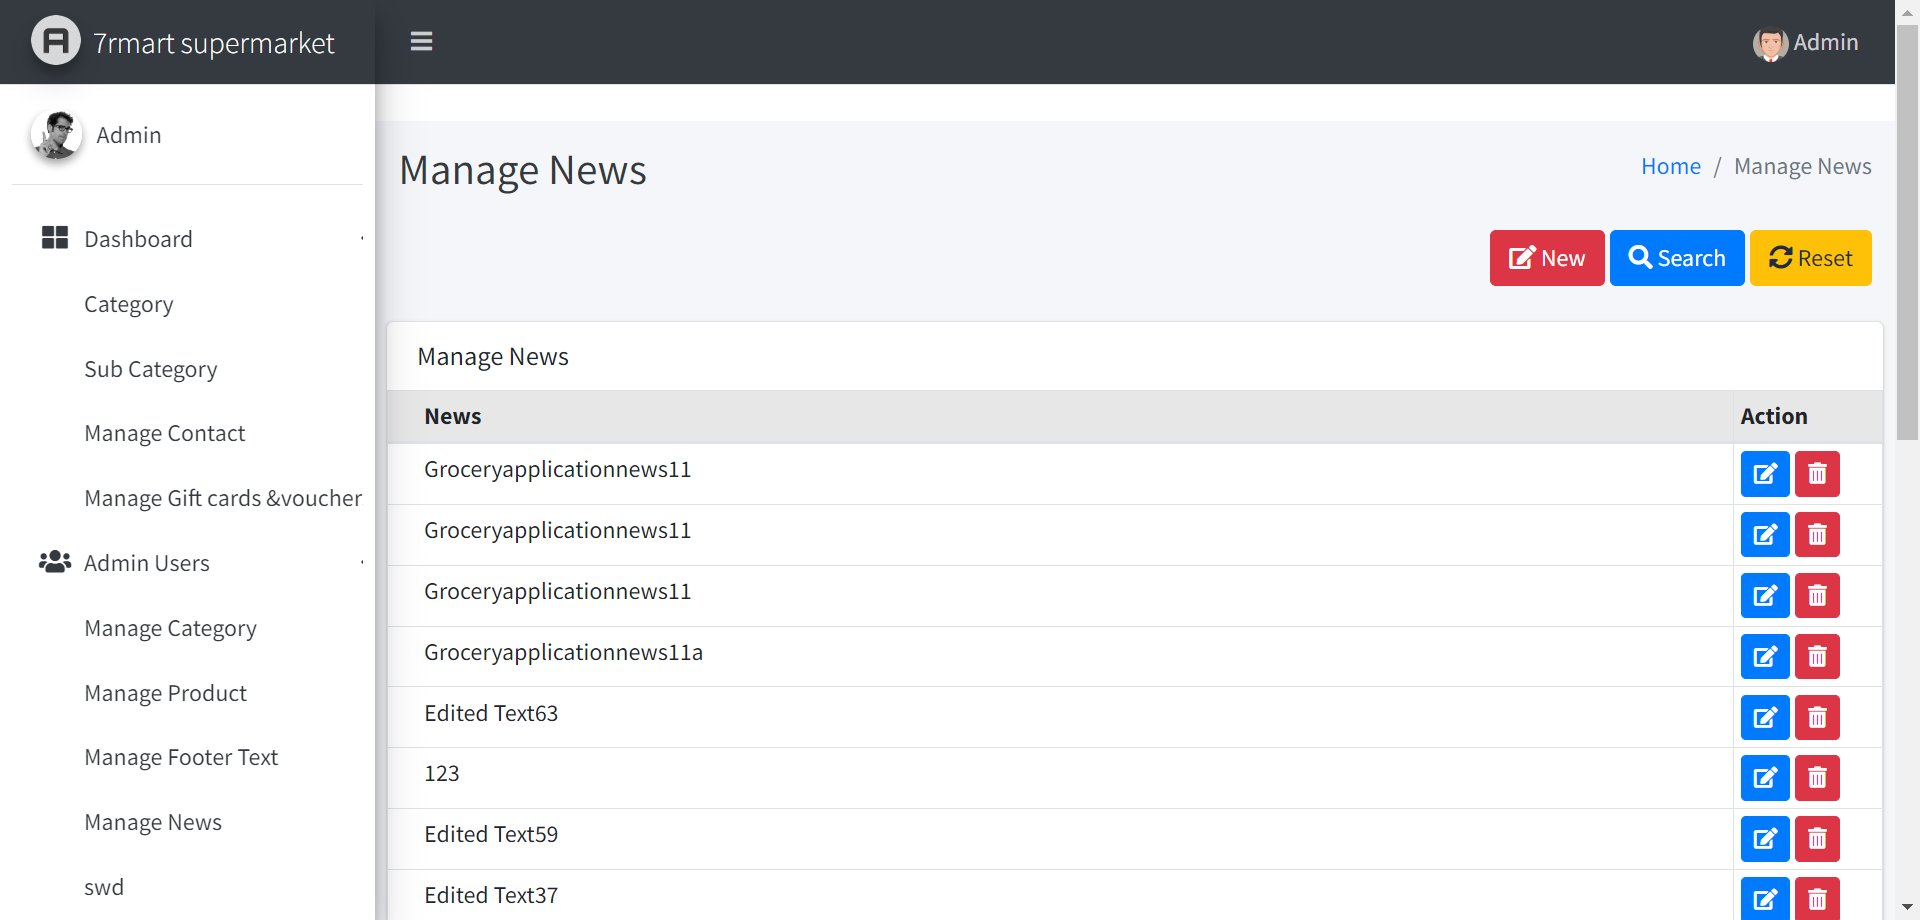 7rmart supermarket
Admin
Admin
Dashboard
Category
Sub Category
Manage Contact
Manage Gift cards &voucher
Admin Users
Manage Category
Manage Product
Manage Footer Text
Manage News
swd
Manage News
Home / Manage News
New Search Reset
Manage News
News Action
Groceryapplicationnews11
Groceryapplicationnews11
Groceryapplicationnews11
Groceryapplicationnews11a
Edited Text63
123
Edited Text59
Edited Text37